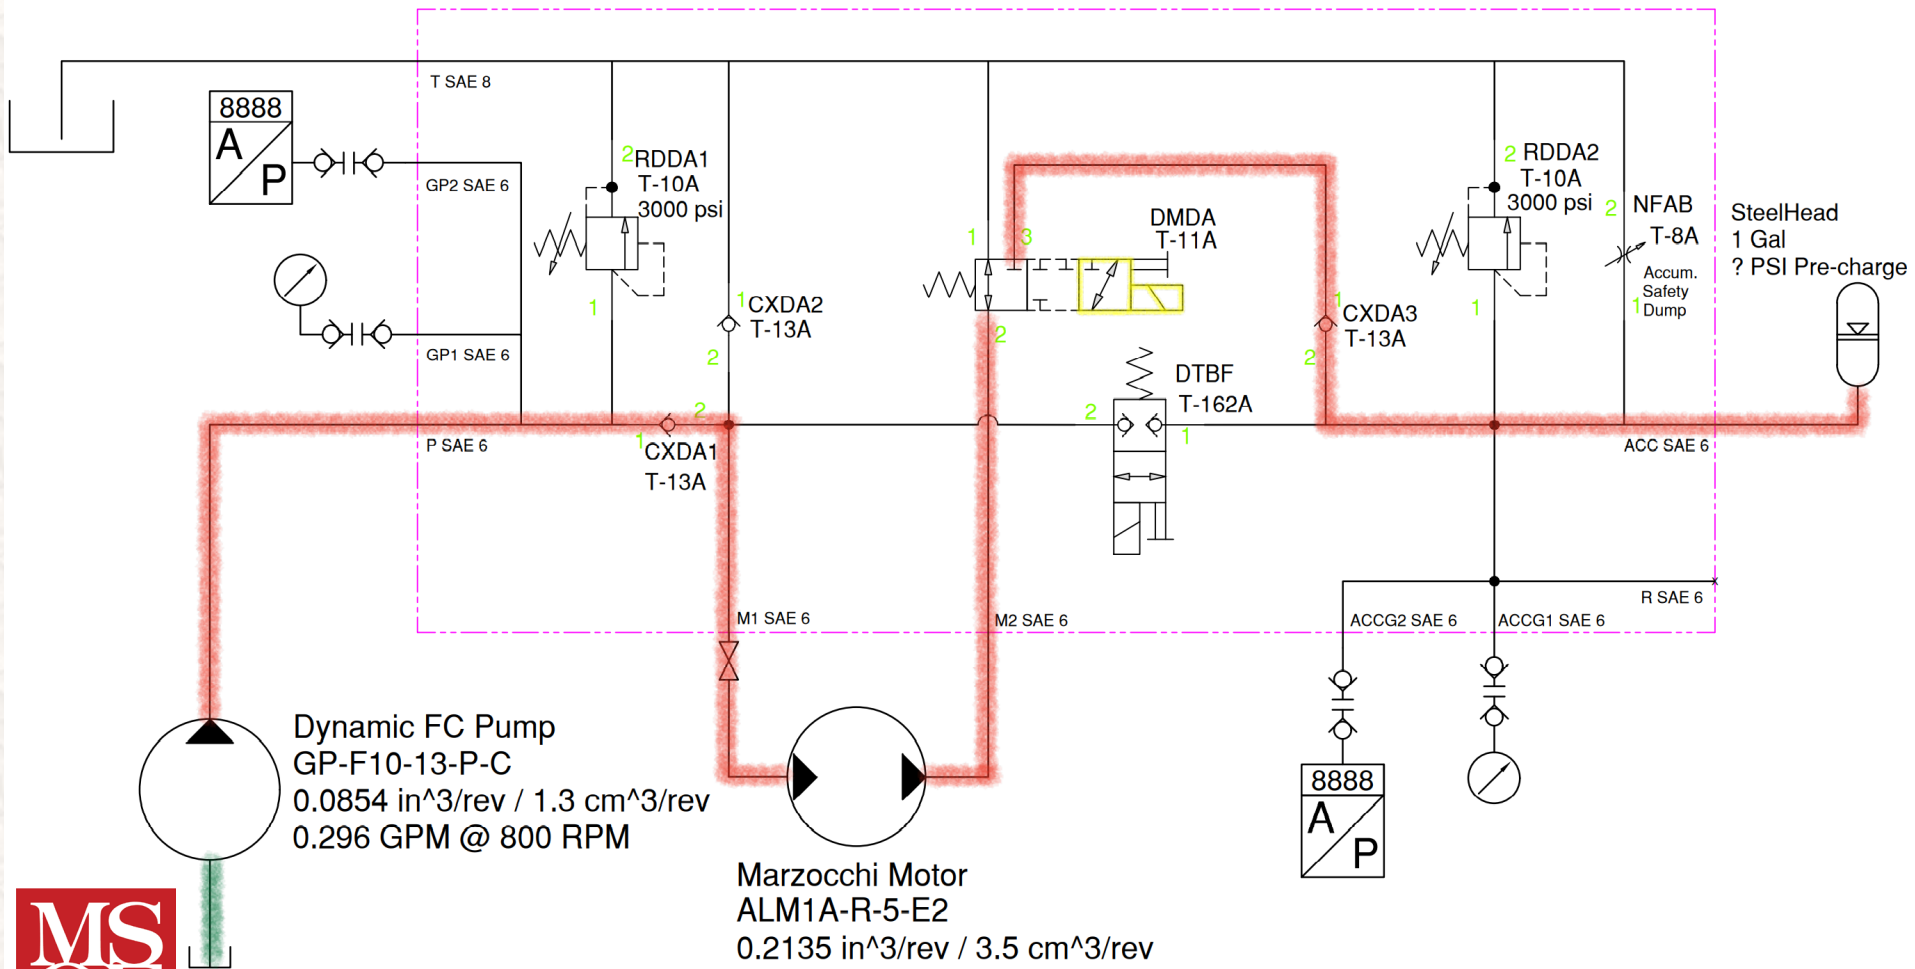 T SAE 8
8888
A
P
GP2 SAE 6
2
RDDA1
T-10A
3000 psi
1
GP1 SAE 6
1
CXDA2
T-13A
2
1
3
DMDA
T-11A
2
2
RDDA2
T-10A
3000 psi
1
2
NFAB
T-8A
Accum.
Safety
Dump
1
SteelHead
1 Gal
? PSI Pre-charge
1
CXDA3
T-13A
2
DTBF
T-162A
2
1
2
1
CXDA1
T-13A
P SAE 6
ACC SAE 6
M1 SAE 6
M2 SAE 6
R SAE 6
ACCG2 SAE 6
ACCG1 SAE 6
Dynamic FC Pump
GP-F10-13-P-C
0.0854 in^3/rev / 1.3 cm^3/rev
0.296 GPM @ 800 RPM
8888
A
P
Marzocchi Motor
ALM1A-R-5-E2
0.2135 in^3/rev / 3.5 cm^3/rev
MS